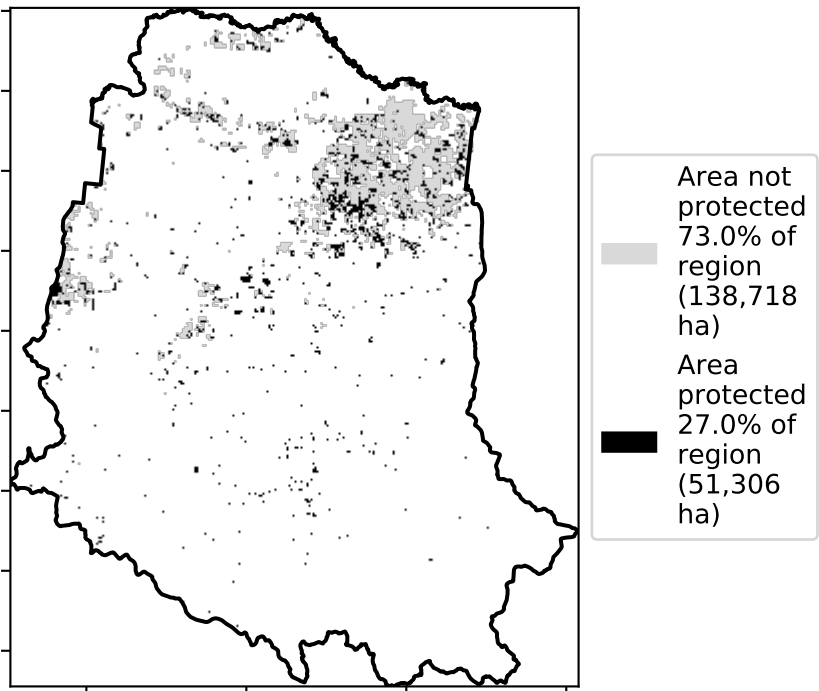 Area not
protected
73.0% of
region
(138,718
ha)
Area
protected
27.0% of
region
(51,306
ha)